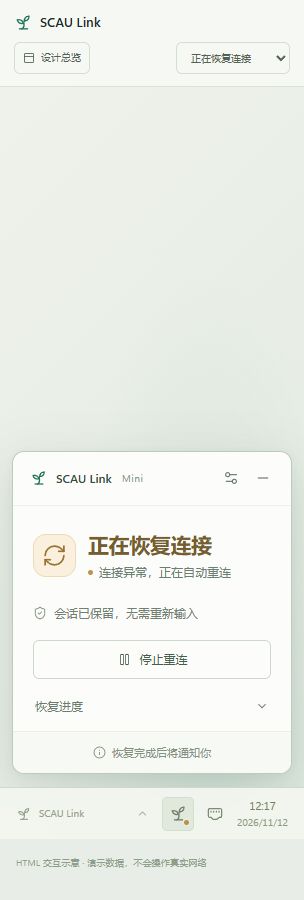 SCAU Link
设计总览
正在恢复连接
SCAU Link Mini
正在恢复连接
连接异常，正在自动重连
会话已保留，无需重新输入
停止重连
恢复进度
恢复完成后将通知你
SCAU Link
12:17
2026/11/12
HTML 交互示意 · 演示数据，不会操作真实网络